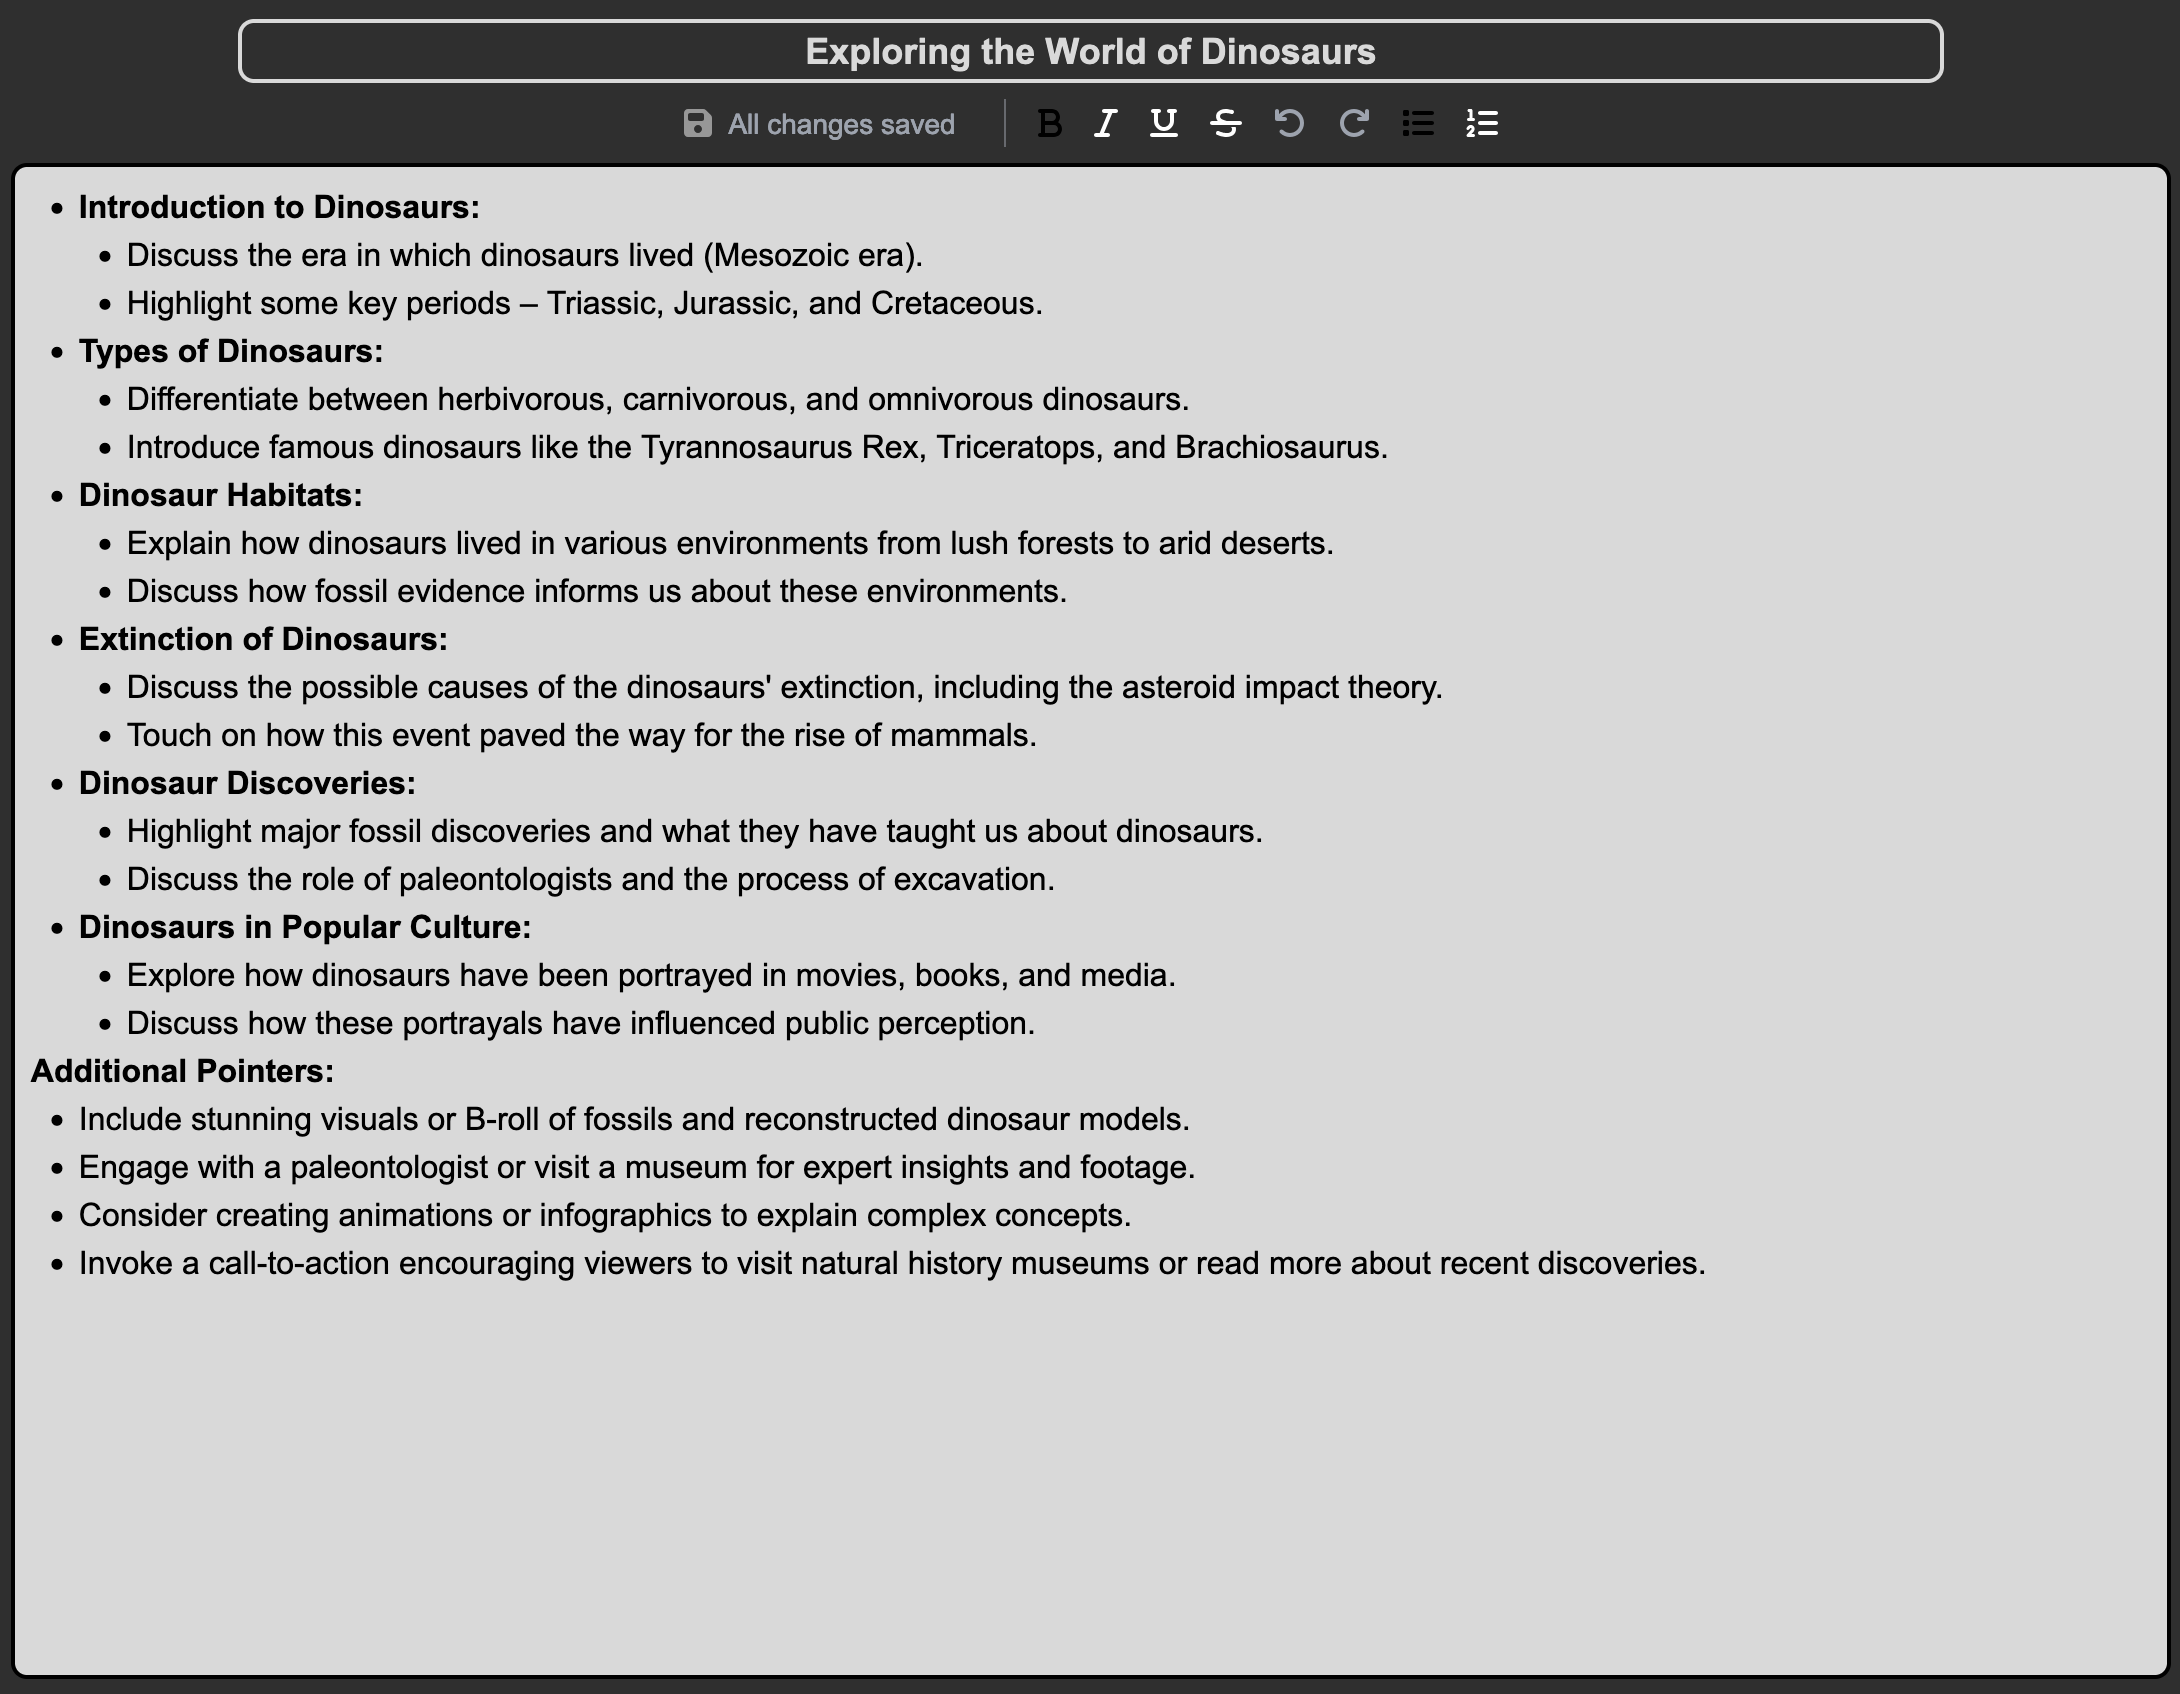 Exploring the World of Dinosaurs
All changes saved
Introduction to Dinosaurs:
Discuss the era in which dinosaurs lived (Mesozoic era).
Highlight some key periods – Triassic, Jurassic, and Cretaceous.
Types of Dinosaurs:
Differentiate between herbivorous, carnivorous, and omnivorous dinosaurs.
Introduce famous dinosaurs like the Tyrannosaurus Rex, Triceratops, and Brachiosaurus.
Dinosaur Habitats:
Explain how dinosaurs lived in various environments from lush forests to arid deserts.
Discuss how fossil evidence informs us about these environments.
Extinction of Dinosaurs:
Discuss the possible causes of the dinosaurs' extinction, including the asteroid impact theory.
Touch on how this event paved the way for the rise of mammals.
Dinosaur Discoveries:
Highlight major fossil discoveries and what they have taught us about dinosaurs.
Discuss the role of paleontologists and the process of excavation.
Dinosaurs in Popular Culture:
Explore how dinosaurs have been portrayed in movies, books, and media.
Discuss how these portrayals have influenced public perception.
Additional Pointers:
Include stunning visuals or B-roll of fossils and reconstructed dinosaur models.
Engage with a paleontologist or visit a museum for expert insights and footage.
Consider creating animations or infographics to explain complex concepts.
Invoke a call-to-action encouraging viewers to visit natural history museums or read more about recent discoveries.